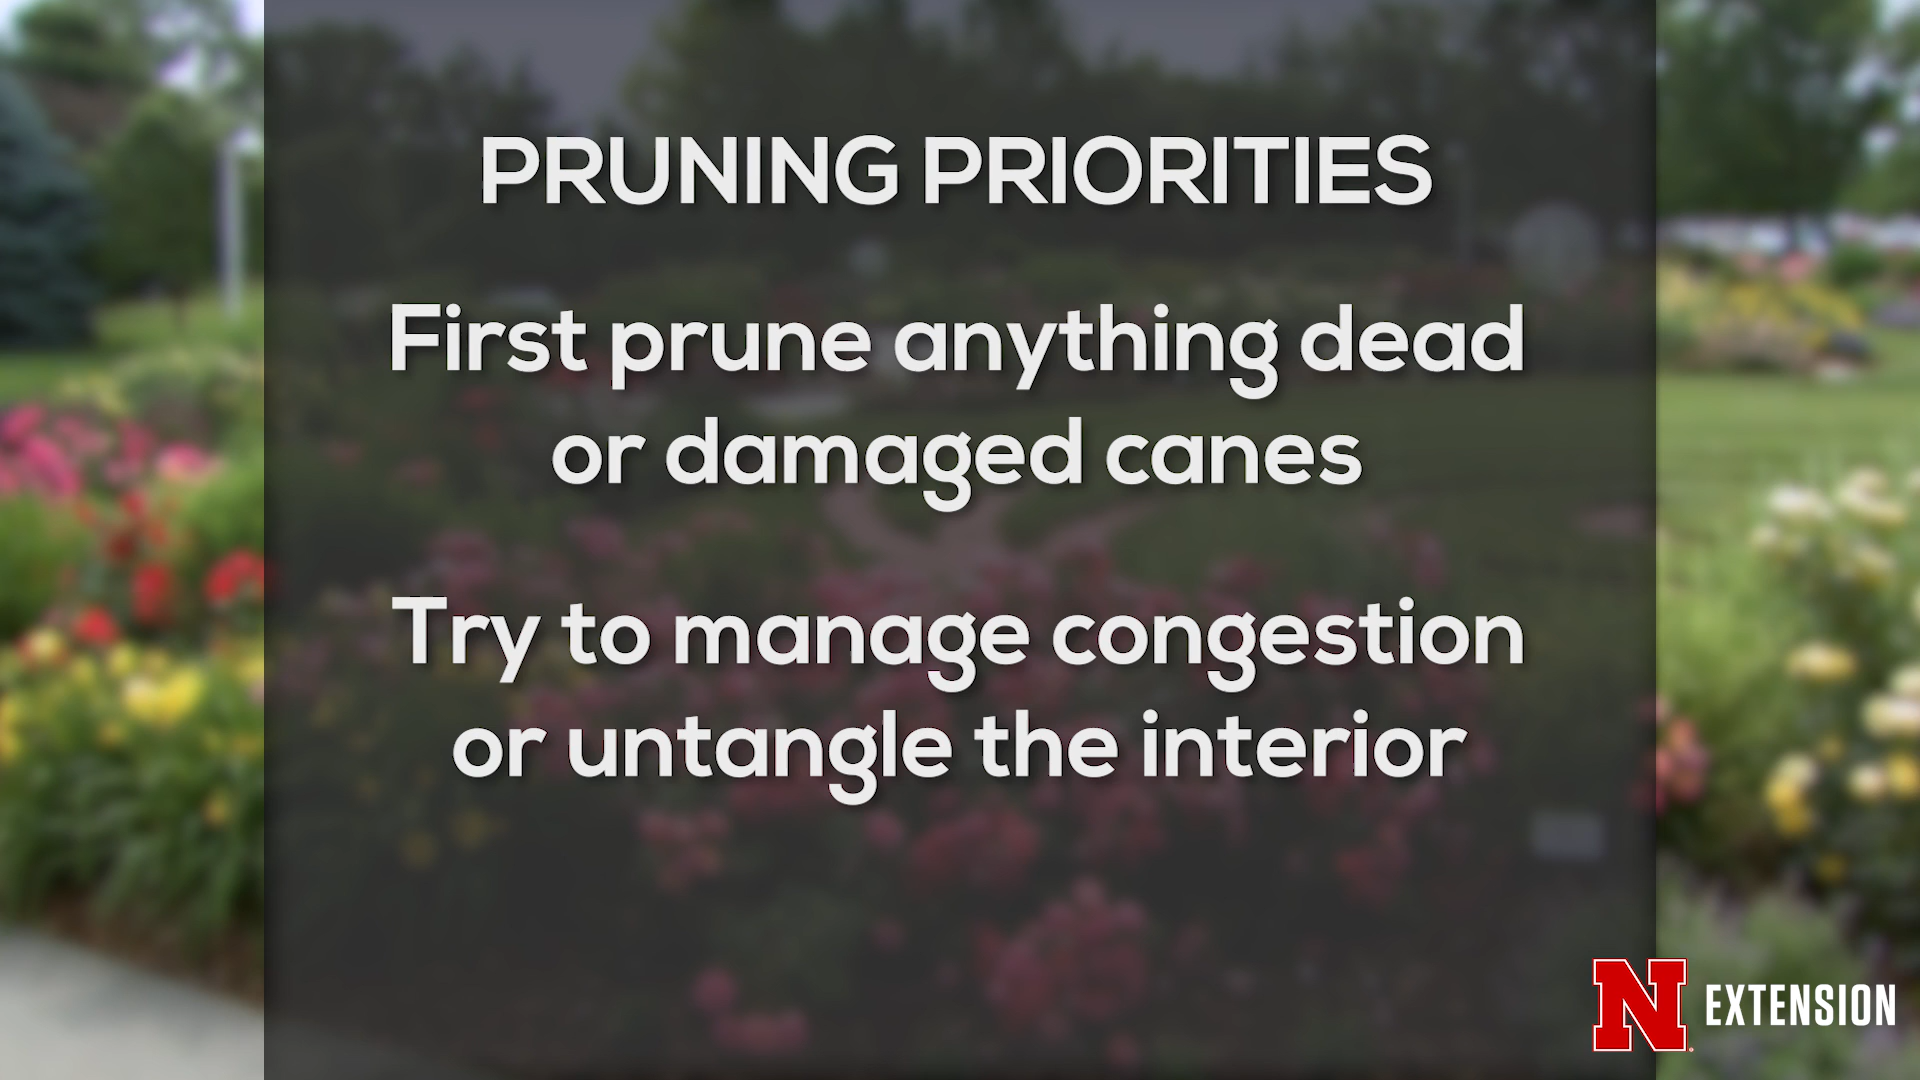 PRUNING PRIORITIES
First prune anything dead
or damaged canes
Try to manage congestion
or untangle the interior
N EXTENSION